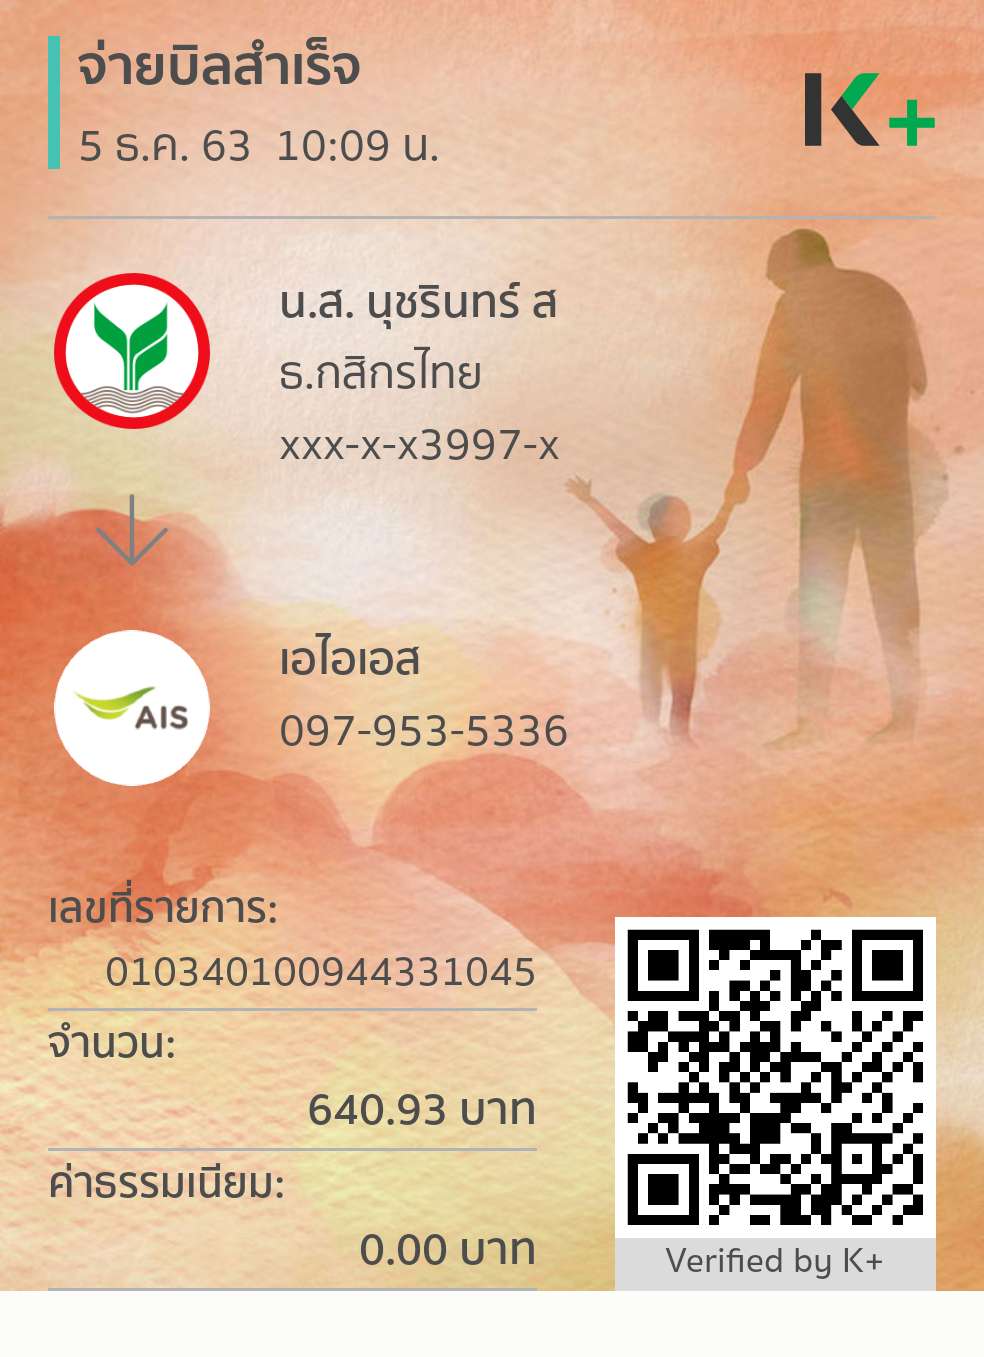 จ่ายบิลสำเร็จ
5 ธ.ค. 63 10:09 น.
K+
น.ส. นุชรินทร์ ส
ธ.กสิกรไทย
xxx-x-x3997-x
AIS
เอไอเอส
097-953-5336
เลขที่รายการ:
010340100944331045
จำนวน:
640.93 บาท
ค่าธรรมเนียม:
0.00 บาท
Verified by K+